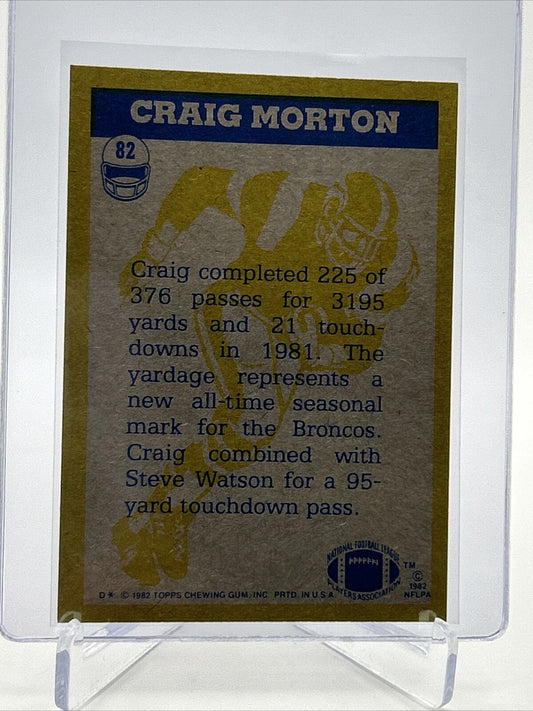 CRAIG MORTON
82
Craig completed 225 of
376 passes for 3195
yards and 21 touch-
downs in 1981. The
yardage represents a
new all-time seasonal
mark for the Broncos.
Craig combined with
Steve Watson for a 95-
yard touchdown pass.
NATIONAL FOOTBALL LEAGUE
PLAYERS ASSOCIATION
TM
©
1982
NFLPA
D* © 1982 TOPPS CHEWING GUM, INC. PRTD. IN U.S.A.